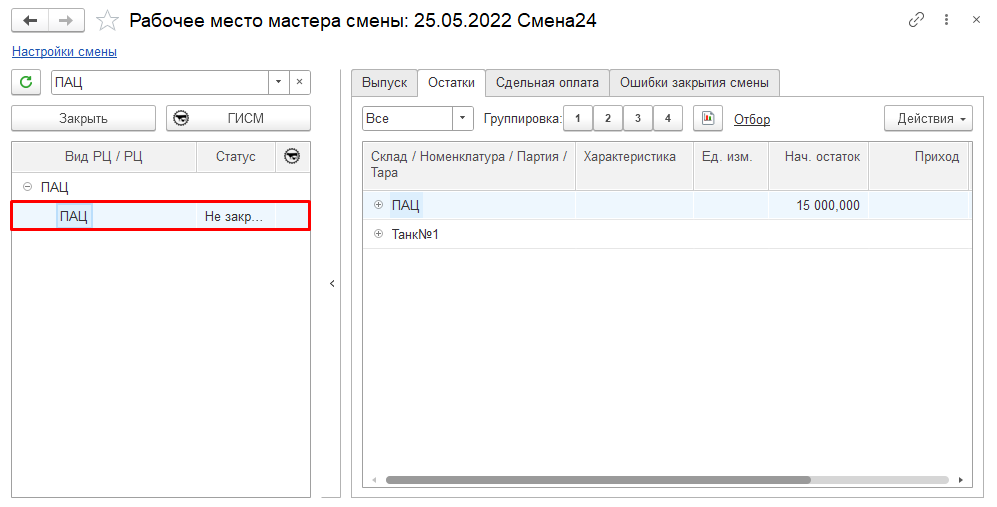 Рабочее место мастера смены: 25.05.2022 Смена24
Настройки смены
ПАЦ
Закрыть ГИСМ
Вид РЦ / РЦ Статус
ПАЦ
ПАЦ Не закр...
Выпуск Остатки Сдельная оплата Ошибки закрытия смены
Все Группировка: 1 2 3 4 Отбор Действия
Склад / Номенклатура / Партия / Характеристика Ед. изм. Нач. остаток Приход
Тара
ПАЦ 15 000,000
Танк№1